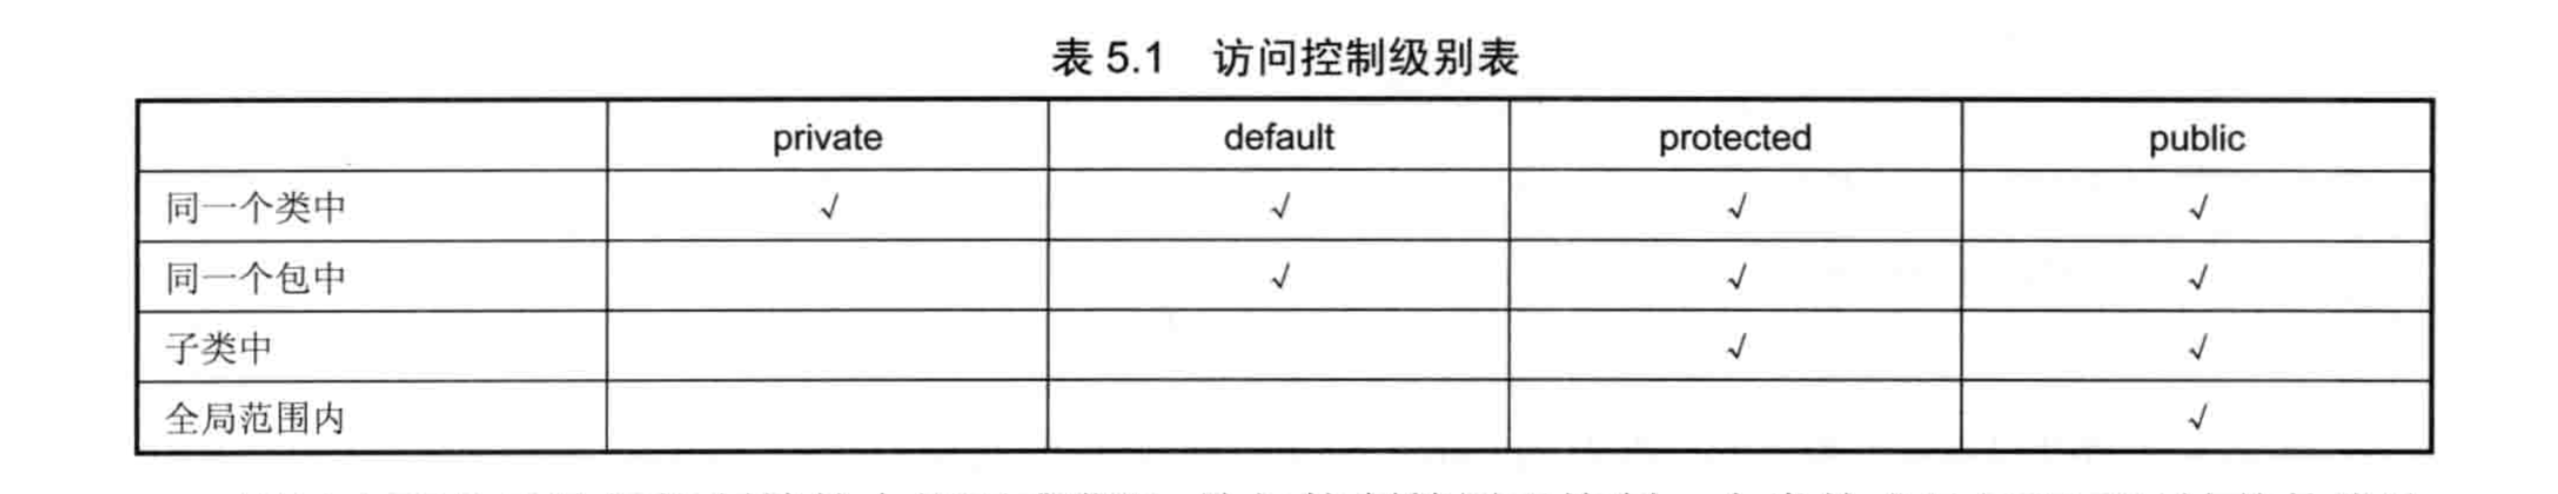 表 5.1 访问控制级别表
private default protected public
同一个类中 √ √ √ √
同一个包中 √ √ √
子类中 √ √
全局范围内 √